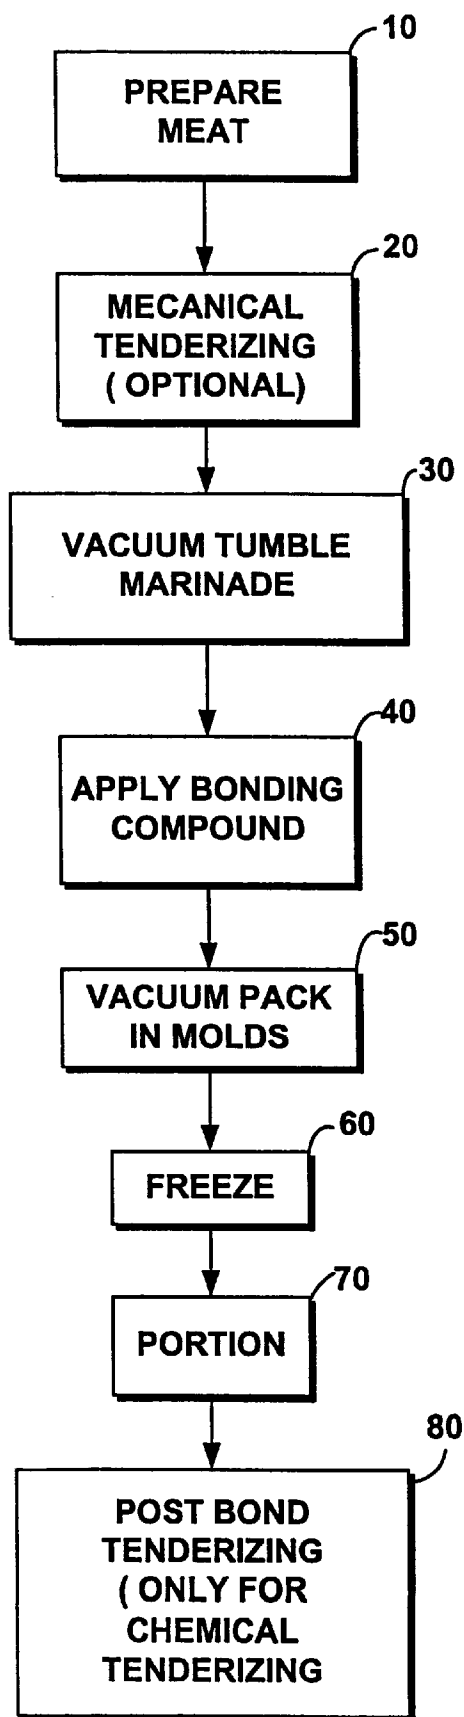 10
PREPARE
MEAT
20
MECANICAL
TENDERIZING
( OPTIONAL)
30
VACUUM TUMBLE
MARINADE
40
APPLY BONDING
COMPOUND
50
VACUUM PACK
IN MOLDS
60
FREEZE
70
PORTION
80
POST BOND
TENDERIZING
( ONLY FOR
CHEMICAL
TENDERIZING